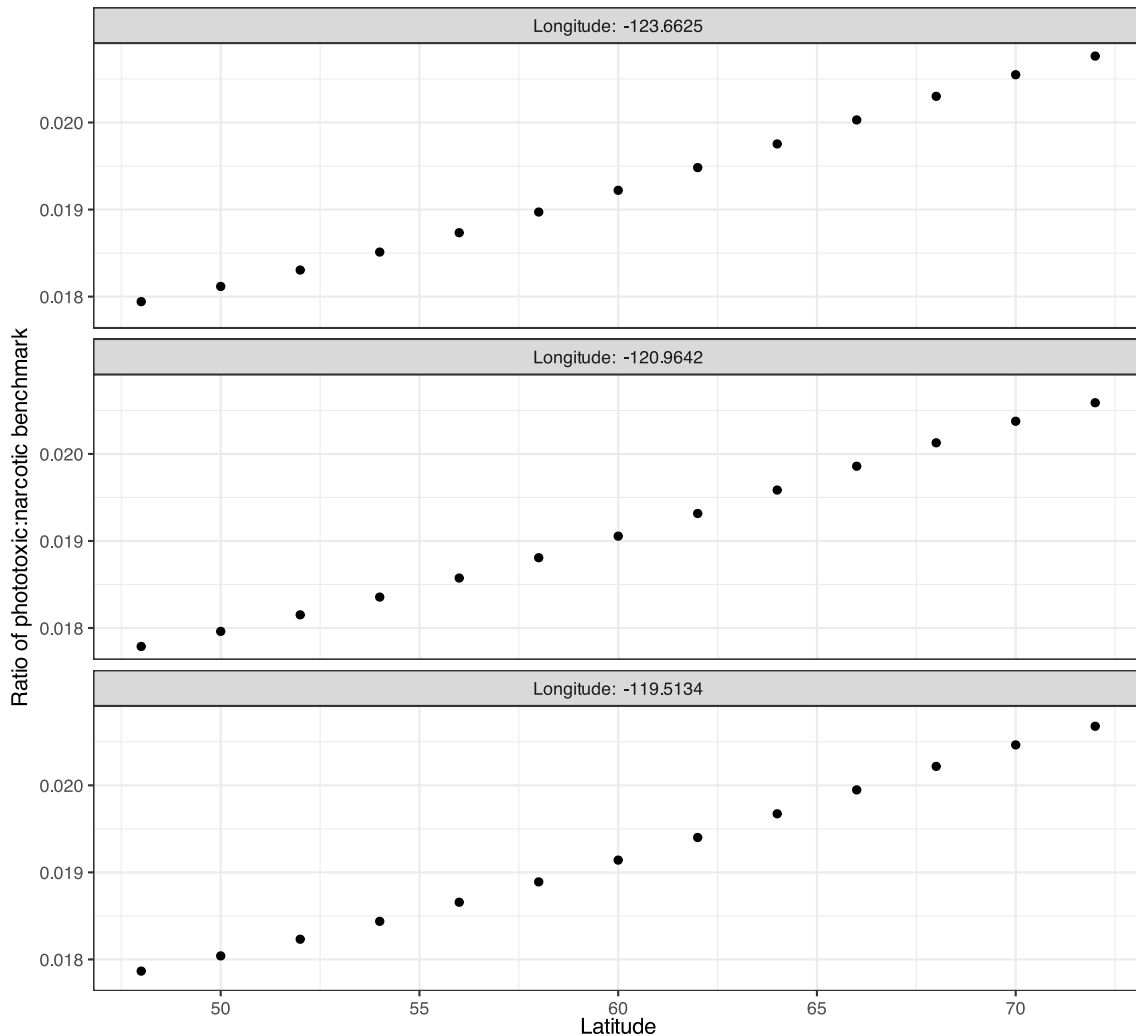 Longitude: -123.6625
0.020
0.019
0.018
Longitude: -120.9642
0.020
0.019
0.018
Longitude: -119.5134
0.020
0.019
0.018
50 55 60 65 70
Latitude
Ratio of phototoxic:narcotic benchmark